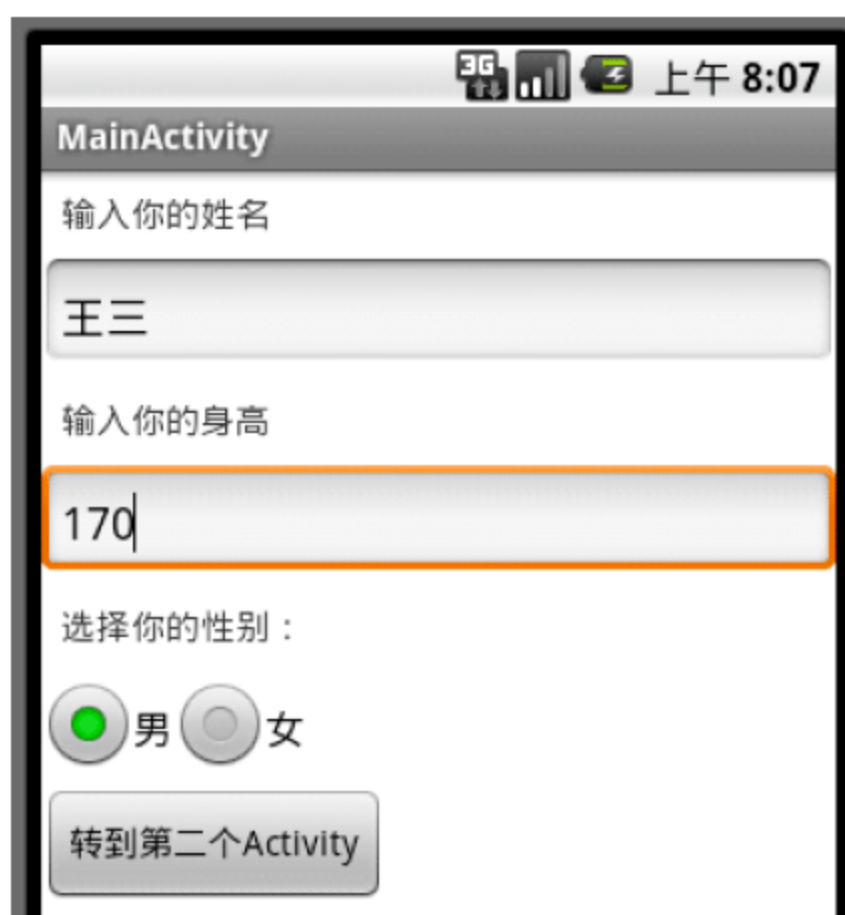 3G 上午 8:07
MainActivity
输入你的姓名
王三
输入你的身高
170
选择你的性别：
男 女
转到第二个Activity